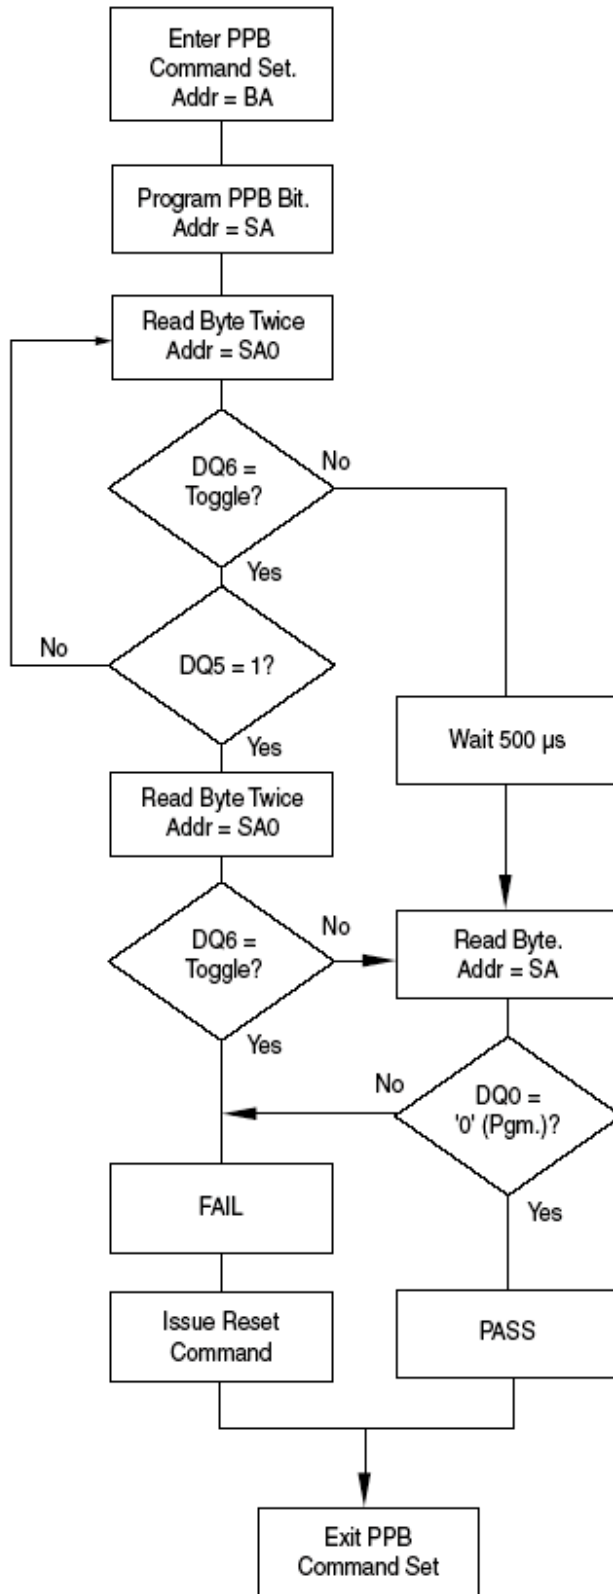 Enter PPB
Command Set.
Addr = BA
Program PPB Bit.
Addr = SA
Read Byte Twice
Addr = SA0
DQ6 =
Toggle?
No
Yes
DQ5 = 1?
No
Yes
Wait 500 µs
Read Byte Twice
Addr = SA0
DQ6 =
Toggle?
No
Yes
Read Byte.
Addr = SA
DQ0 =
'0' (Pgm.)?
No
Yes
FAIL
Issue Reset
Command
PASS
Exit PPB
Command Set